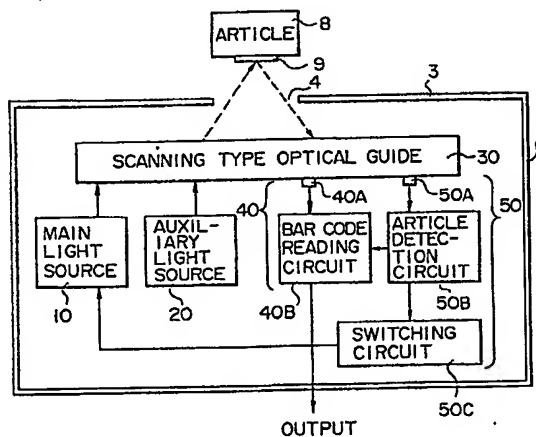 8
ARTICLE
9
4
3
SCANNING TYPE OPTICAL GUIDE
30
40A
50A
40
50
MAIN
LIGHT
SOURCE
AUXIL-
IARY
LIGHT
SOURCE
BAR CODE
READING
CIRCUIT
ARTICLE
DETEC-
TION
CIRCUIT
10
20
40B
50B
SWITCHING
CIRCUIT
50C
OUTPUT